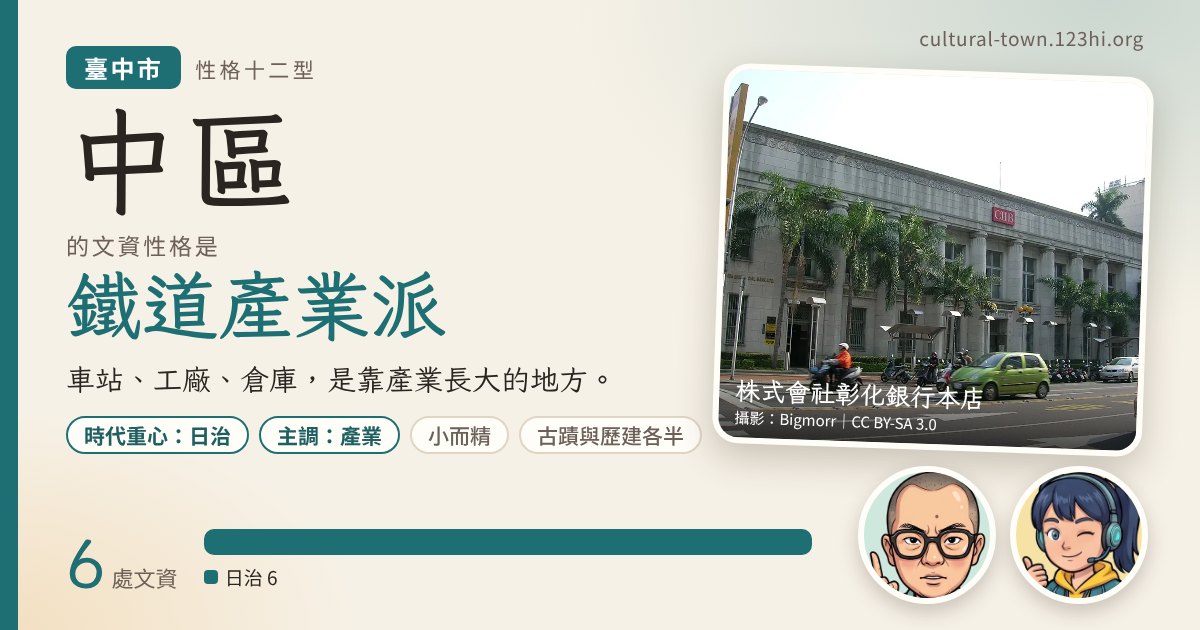 cultural-town.123hi.org
臺中市 性格十二型
中區
的文資性格是
鐵道產業派
車站、工廠、倉庫，是靠產業長大的地方。
時代重心：日治 主調：產業 小而精 古蹟與歷建各半
CHB
株式會社彰化銀行本店
攝影：Bigmorr｜CC BY-SA 3.0
6 處文資
日治 6